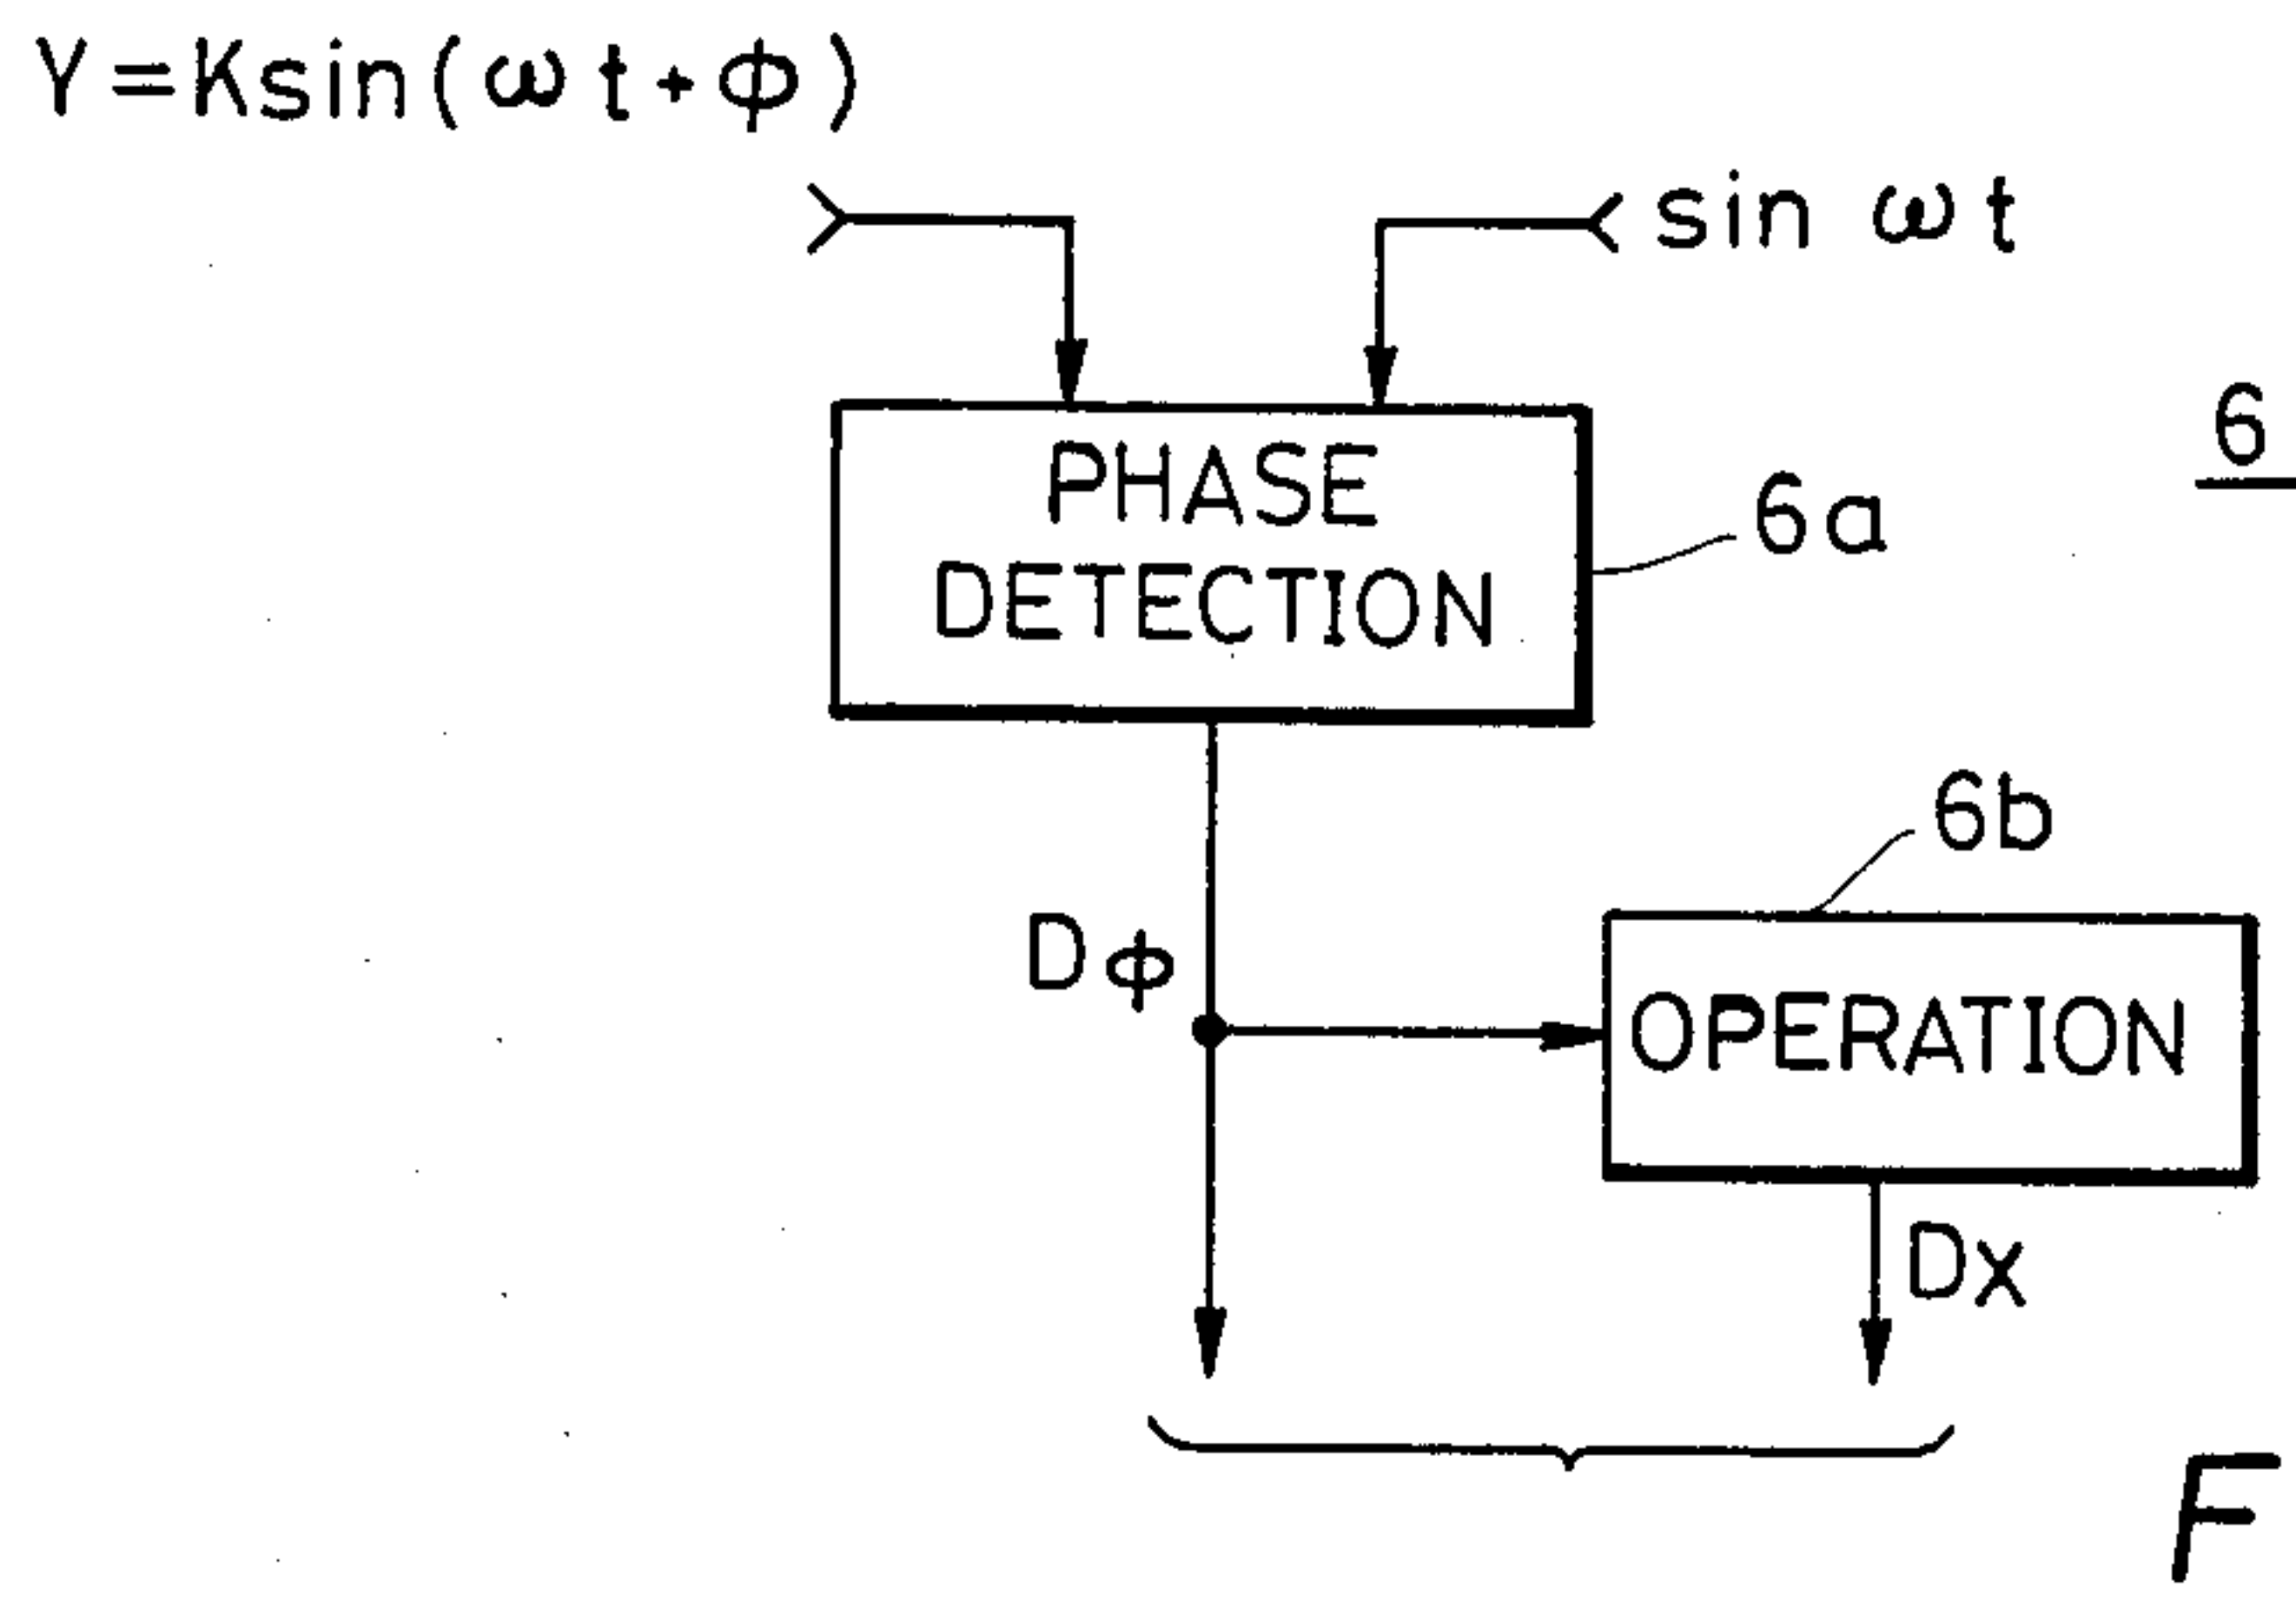 Y=Ksin(ωt+φ)
sin ωt
6
PHASE
DETECTION
6a
6b
Dφ
OPERATION
Dx
F